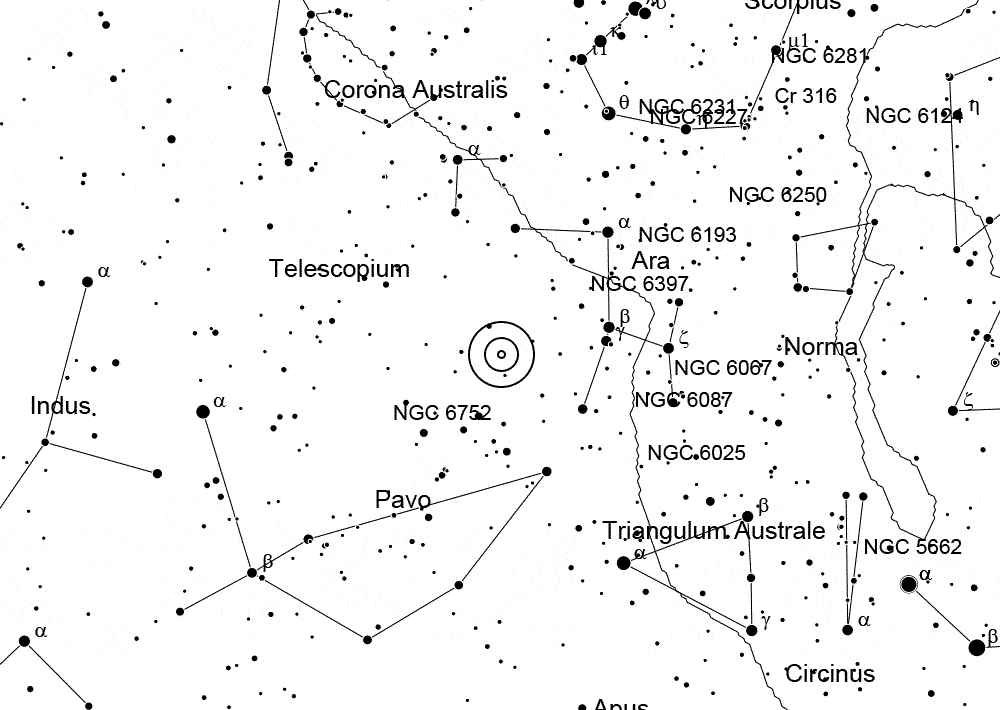 Scorpius
υ
κ
ι1
μ1
NGC 6281
Corona Australis
θ
NGC 6231
Cr 316
η
NGC 6227
η
NGC 6124
α
NGC 6250
α
NGC 6193
Ara
α
Telescopium
NGC 6397
β
γ
ζ
Norma
NGC 6067
Indus
α
NGC 6752
NGC 6087
ζ
NGC 6025
Pavo
β
Triangulum Australe
α
NGC 5662
β
α
α
γ
α
β
Circinus
Apus